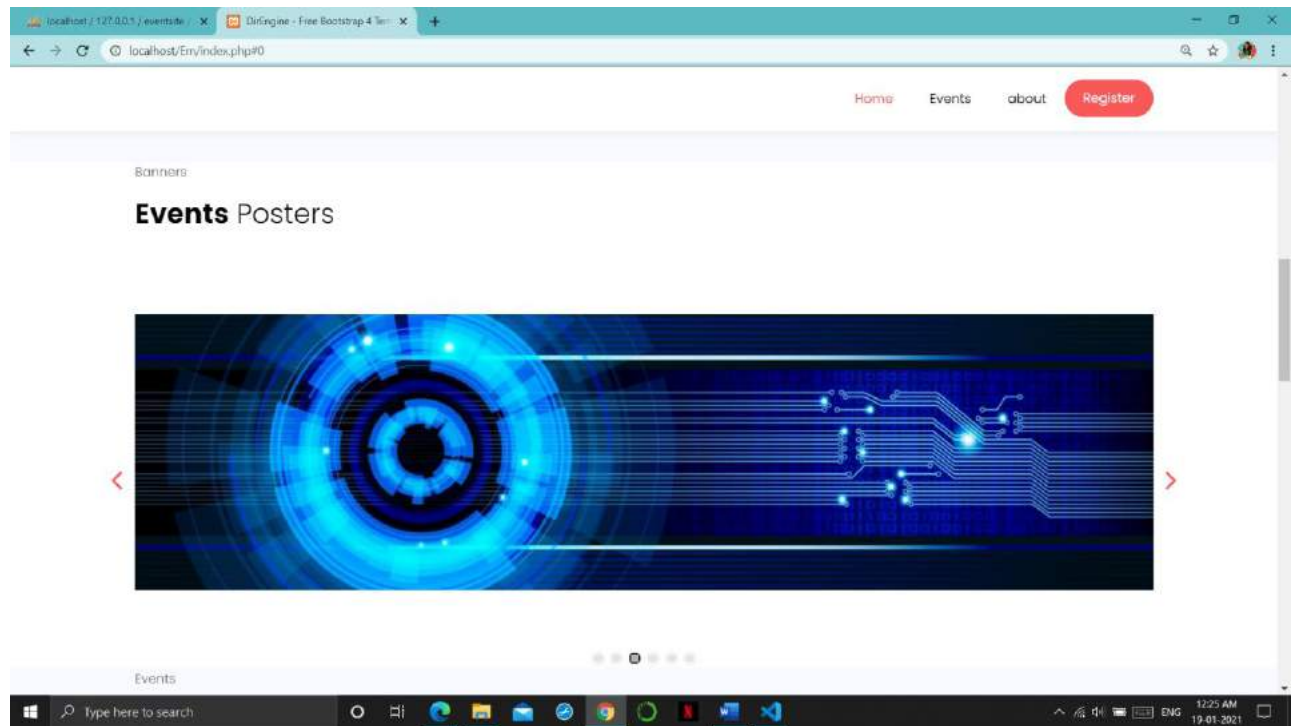 localhost / 127.0.0.1 / eventsite /
DirEngine - Free Bootstrap 4 Tem
localhost/Em/index.php#0
Home Events about Register
Banners
Events Posters
Events
Type here to search
ENG
12:25 AM
19-01-2021